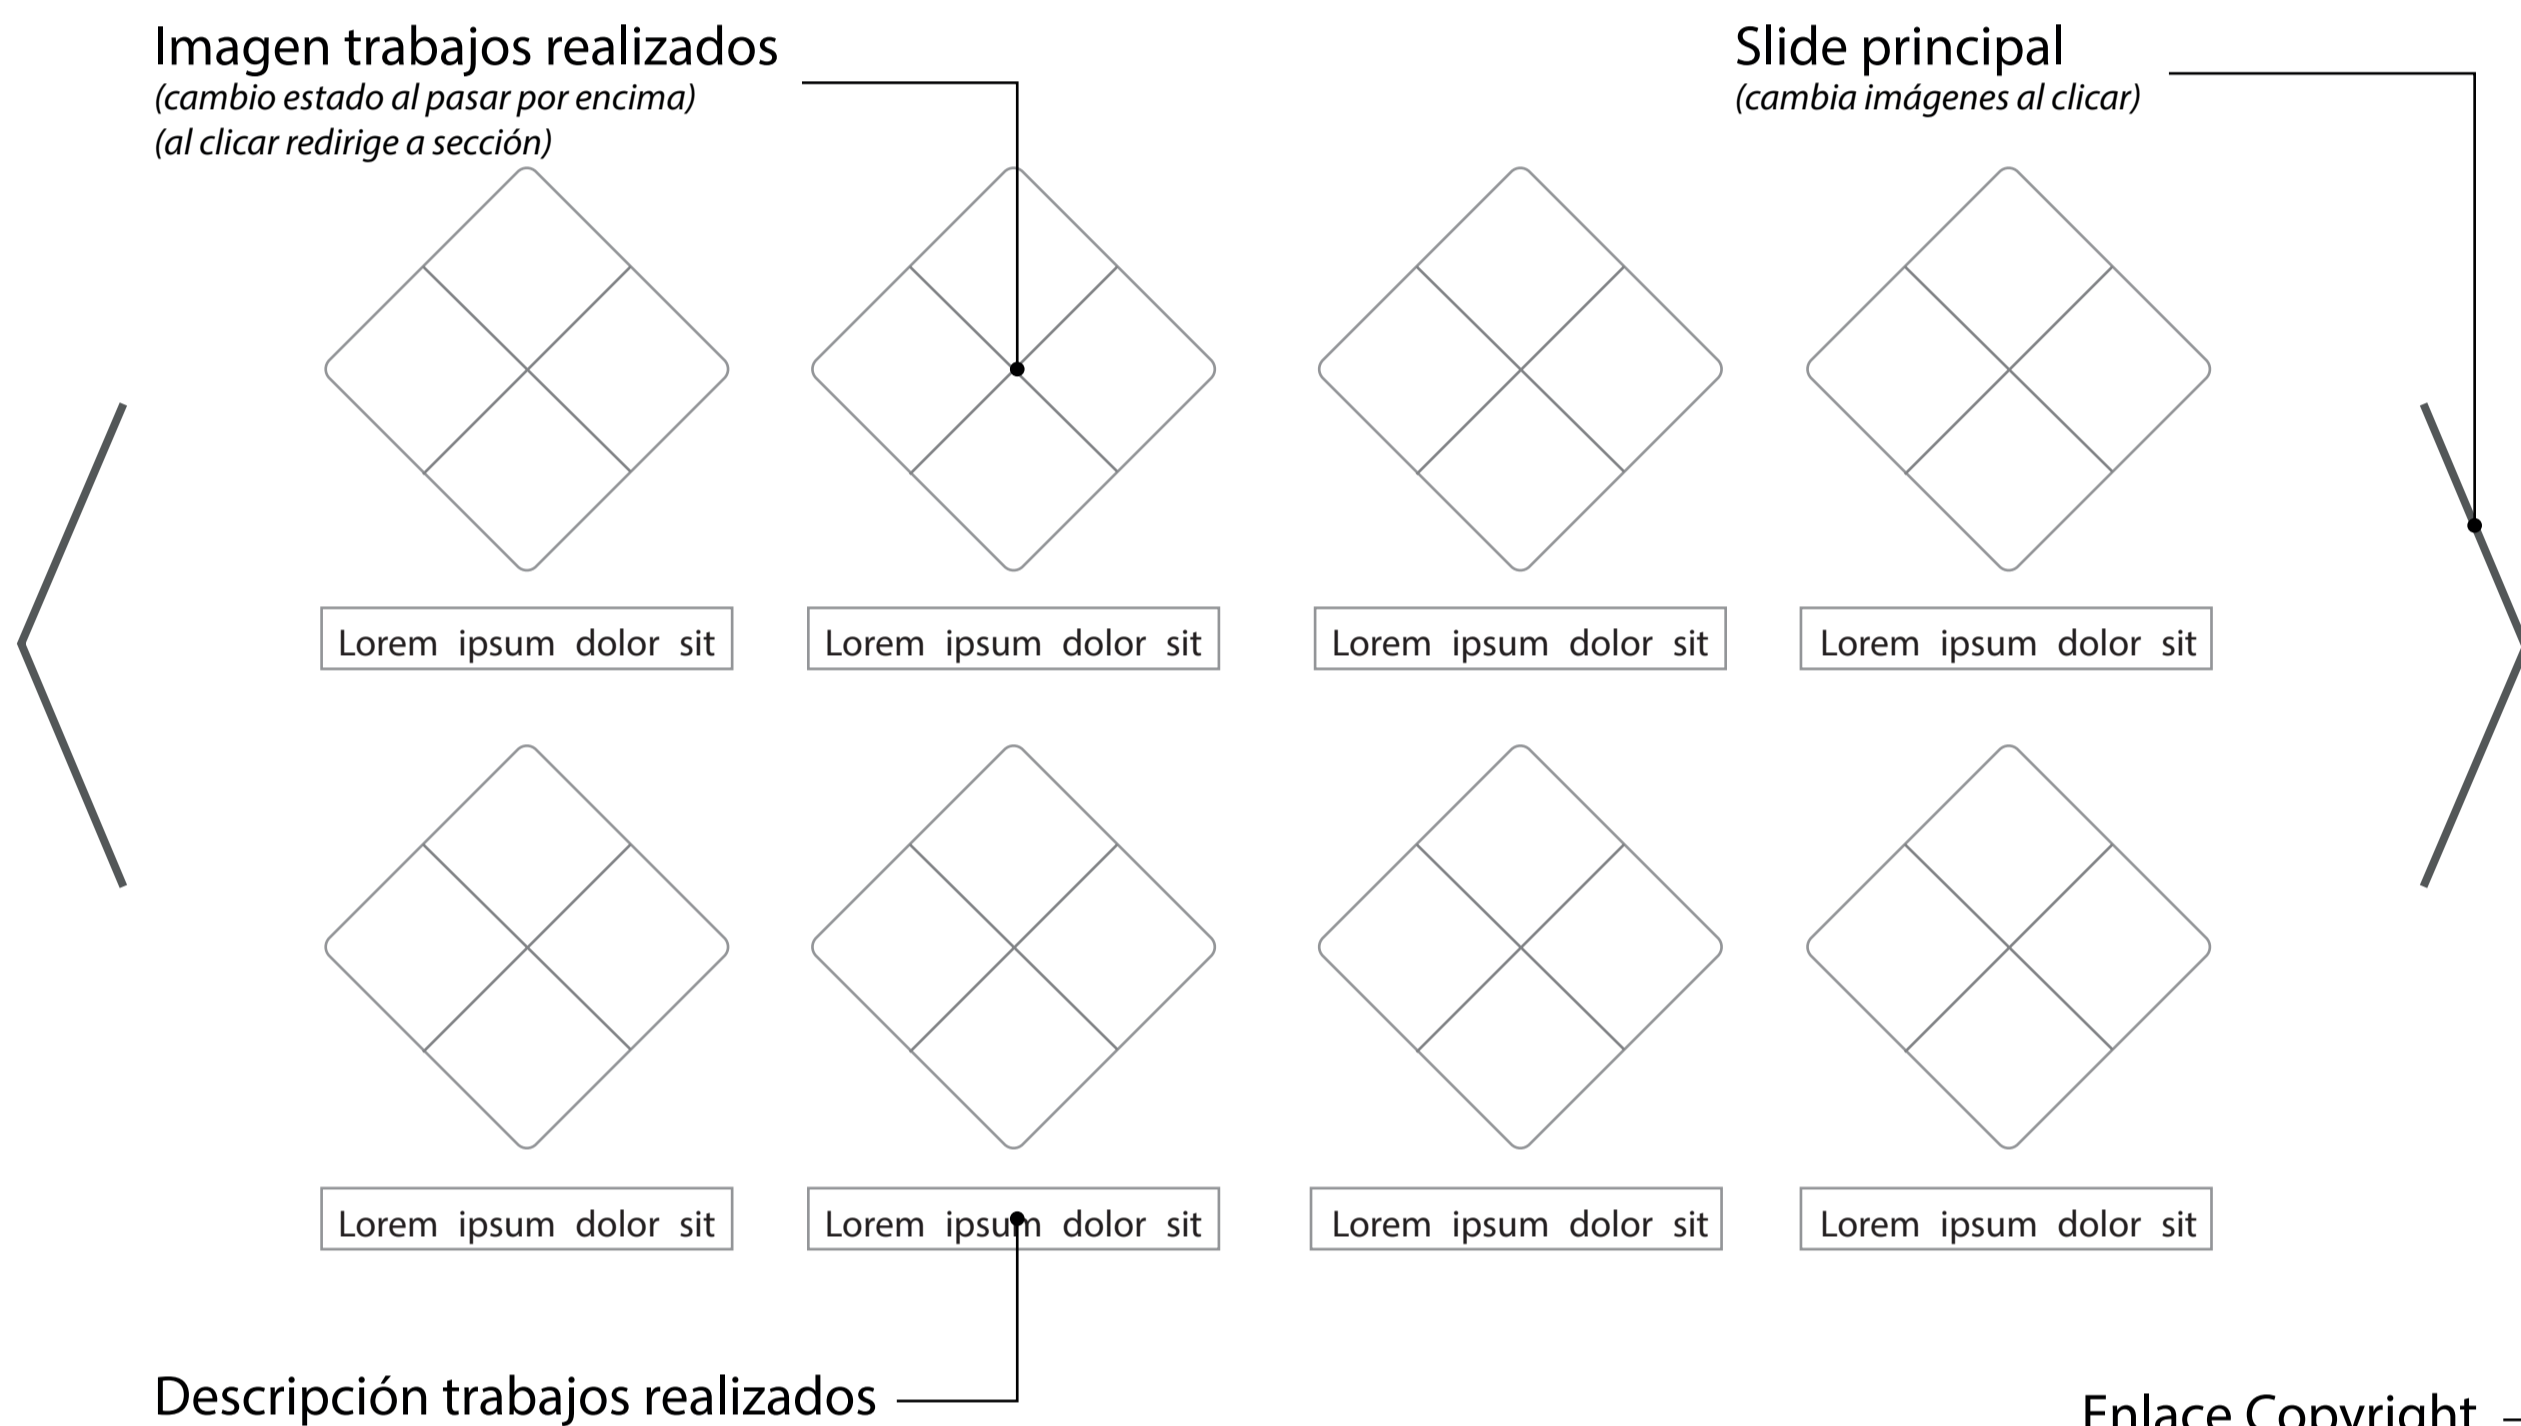 Imagen trabajos realizados
(cambio estado al pasar por encima)
(al clicar redirige a sección)
Slide principal
(cambia imágenes al clicar)
Lorem ipsum dolor sit
Lorem ipsum dolor sit
Lorem ipsum dolor sit
Lorem ipsum dolor sit
Lorem ipsum dolor sit
Lorem ipsum dolor sit
Lorem ipsum dolor sit
Lorem ipsum dolor sit
Descripción trabajos realizados
Enlace Copyright